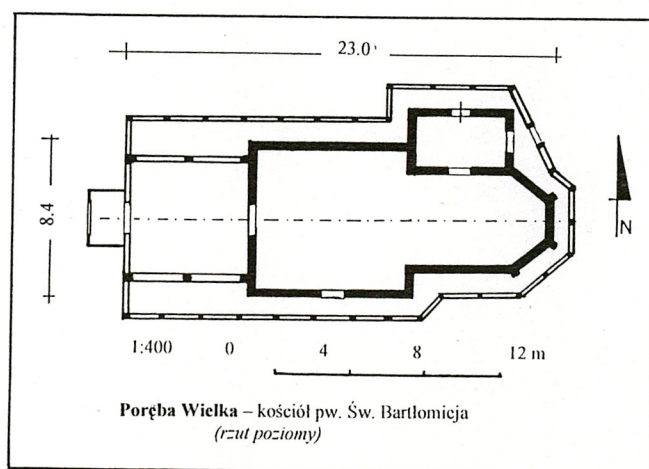 23.0
8.4
N
1:400 0 4 8 12 m
Poręba Wielka – kościół pw. Św. Bartłomieja
(rzut poziomy)